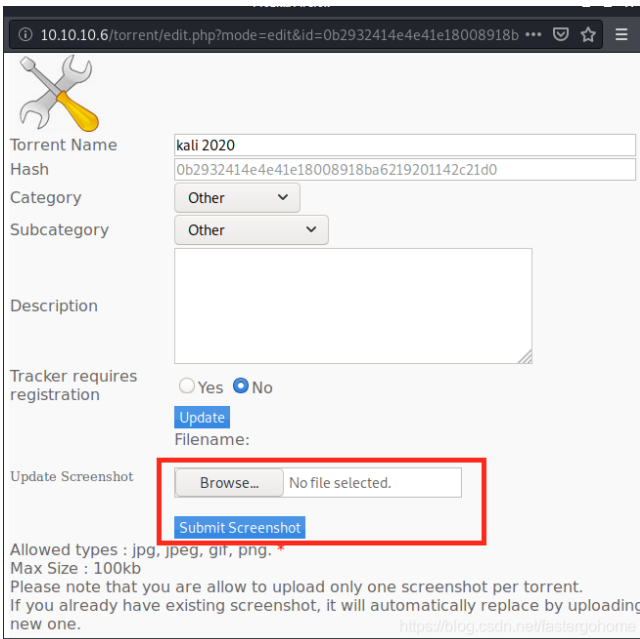 10.10.10.6/torrent/edit.php?mode=edit&id=0b2932414e4e41e18008918b
Torrent Name kali 2020
Hash 0b2932414e4e41e18008918ba6219201142c21d0
Category Other
Subcategory Other
Description
Tracker requires
registration
Yes No
Update
Filename:
Update Screenshot Browse... No file selected.
Submit Screenshot
Allowed types : jpg, jpeg, gif, png. *
Max Size : 100kb
Please note that you are allow to upload only one screenshot per torrent.
If you already have existing screenshot, it will automatically replace by uploading
new one.
https://blog.csdn.net/fastergohome